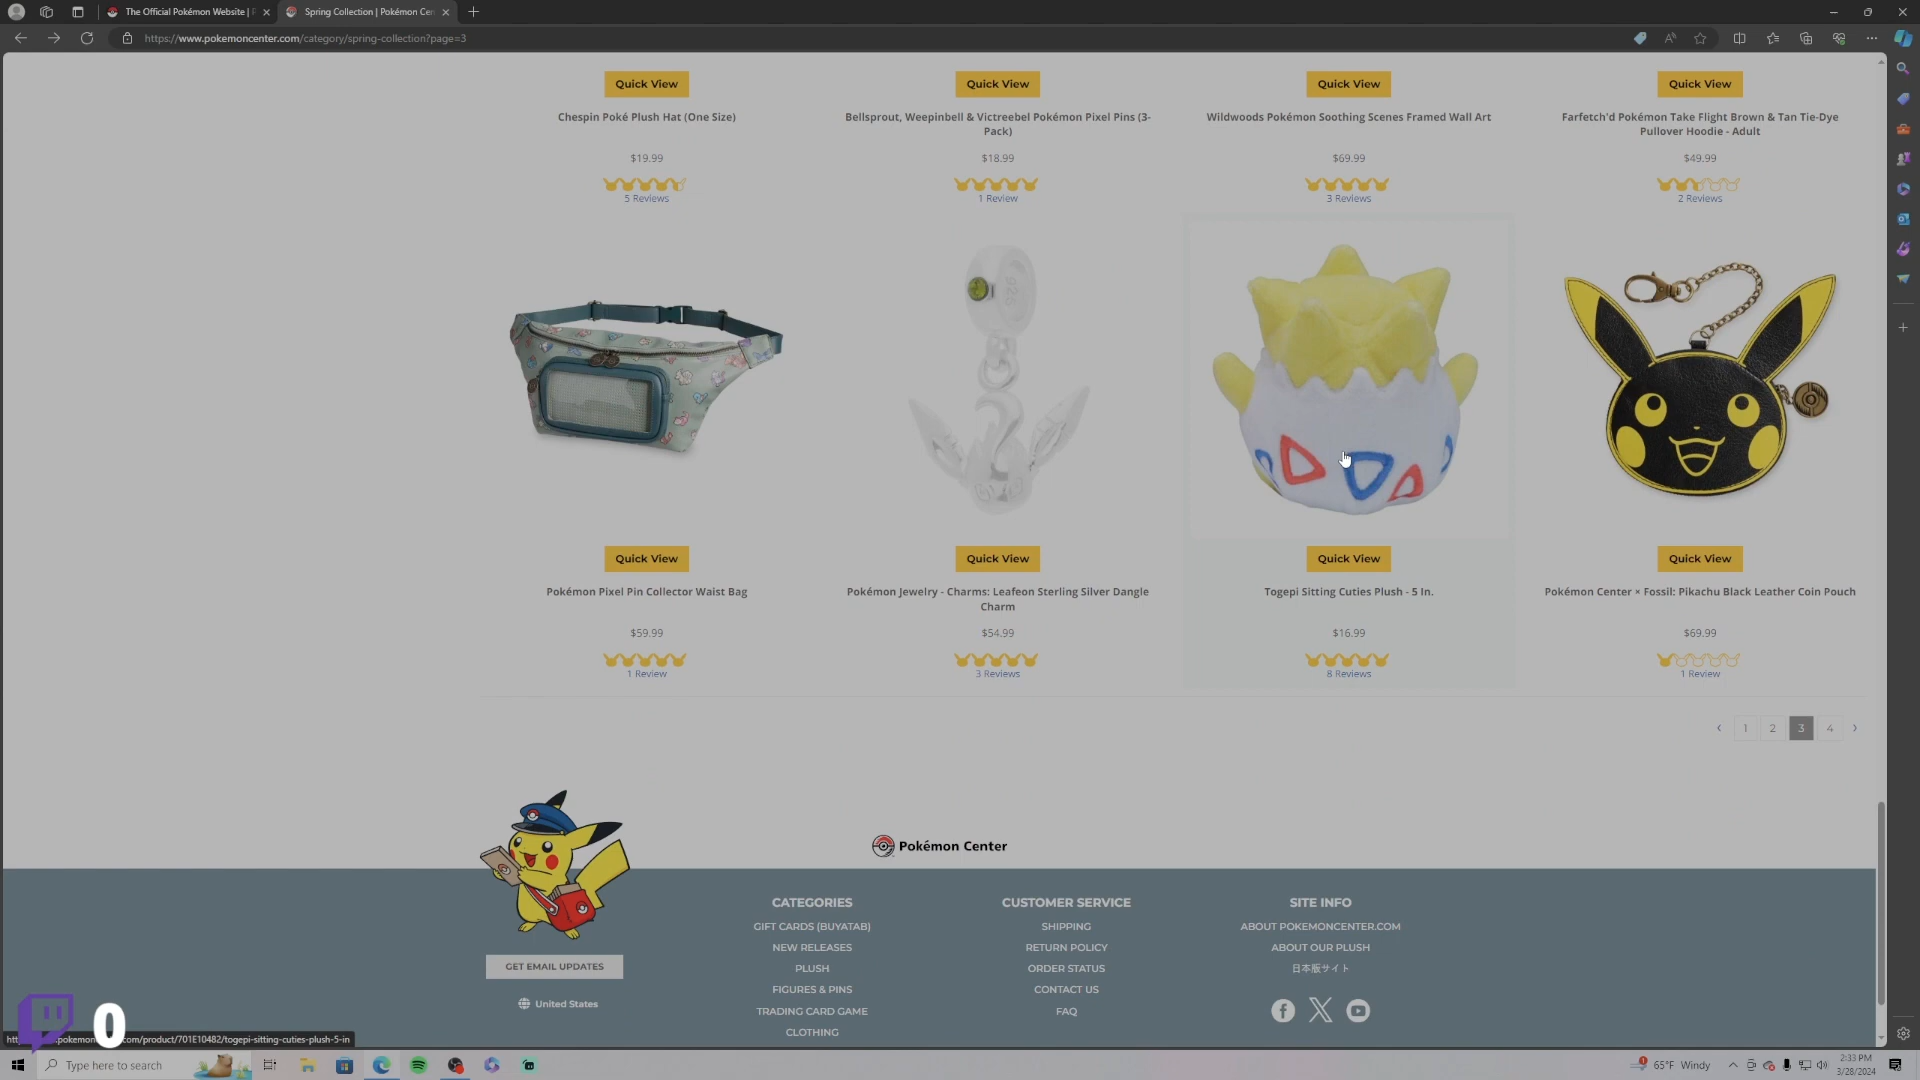 The Official Pokémon Website |
Spring Collection | Pokémon Cen
https://www.pokemoncenter.com/category/spring-collection?page=3
Quick View
Quick View
Quick View
Quick View
Chespin Poké Plush Hat (One Size)
Bellsprout, Weepinbell & Victreebel Pokémon Pixel Pins (3-
Pack)
Wildwoods Pokémon Soothing Scenes Framed Wall Art
Farfetch'd Pokémon Take Flight Brown & Tan Tie-Dye
Pullover Hoodie - Adult
$19.99
$18.99
$69.99
$49.99
5 Reviews
1 Review
3 Reviews
2 Reviews
925
Quick View
Quick View
Quick View
Quick View
Pokémon Pixel Pin Collector Waist Bag
Pokémon Jewelry - Charms: Leafeon Sterling Silver Dangle
Charm
Togepi Sitting Cuties Plush - 5 In.
Pokémon Center × Fossil: Pikachu Black Leather Coin Pouch
$59.99
$54.99
$16.99
$69.99
1 Review
3 Reviews
8 Reviews
1 Review
‹ 1 2 3 4 ›
Pokémon Center
CATEGORIES
GIFT CARDS (BUYATAB)
NEW RELEASES
PLUSH
FIGURES & PINS
TRADING CARD GAME
CLOTHING
CUSTOMER SERVICE
SHIPPING
RETURN POLICY
ORDER STATUS
CONTACT US
FAQ
SITE INFO
ABOUT POKEMONCENTER.COM
ABOUT OUR PLUSH
日本版サイト
GET EMAIL UPDATES
United States
0
com/product/701E10482/togepi-sitting-cuties-plush-5-in
Type here to search
65°F Windy
2:33 PM
3/28/2024